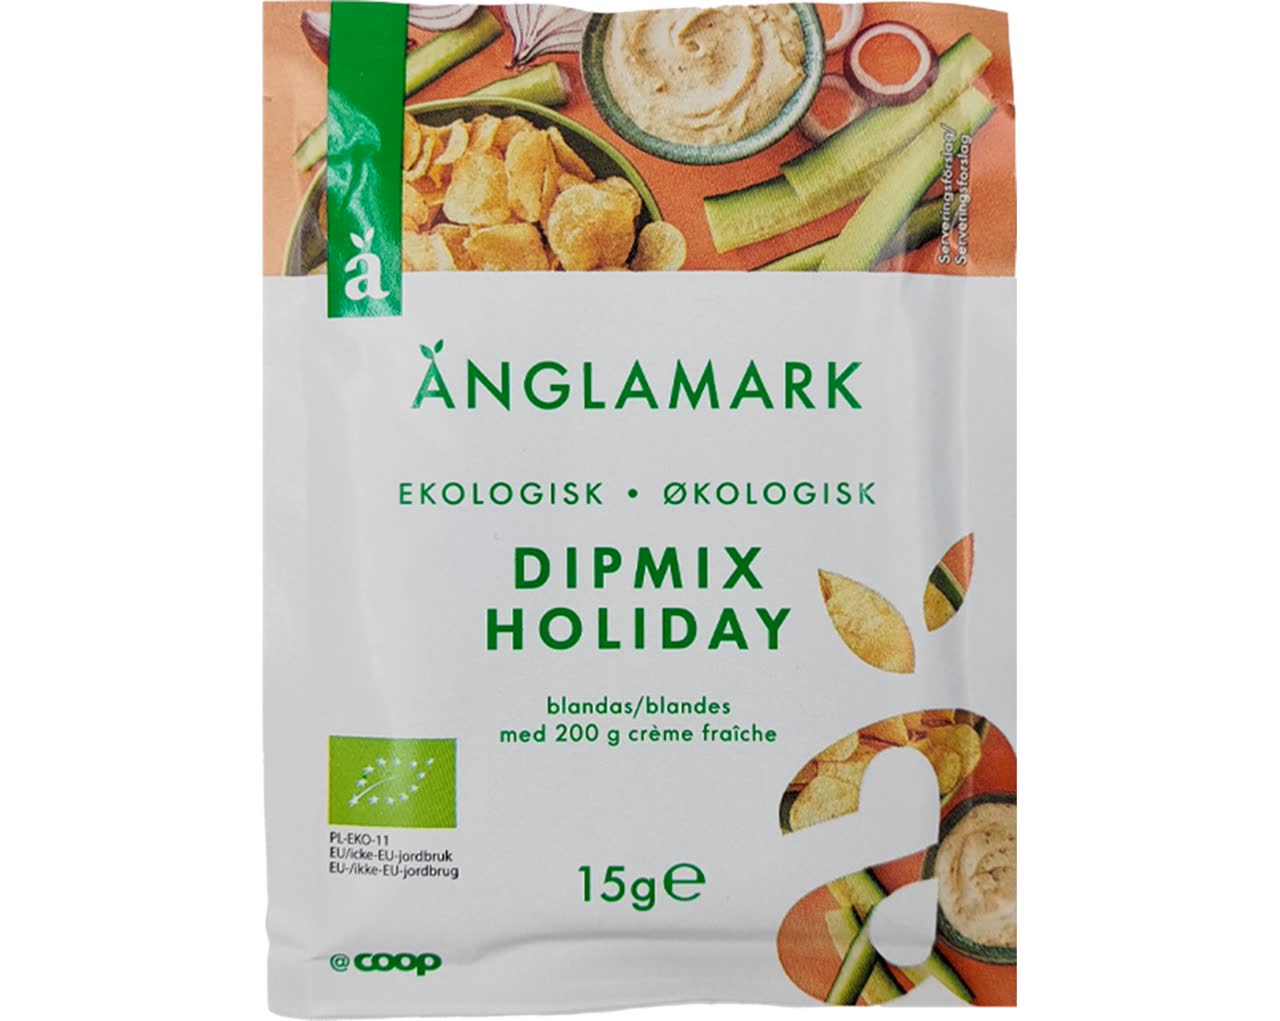 Serveringsförslag/
Serveringsforslag
ä
ÄNGLAMARK
EKOLOGISK • ØKOLOGISK
DIPMIX
HOLIDAY
blandas/blandes
med 200 g crème fraîche
PL-EKO-11
EU/icke-EU-jordbruk
EU-/ikke-EU-jordbrug
15g℮
@coop